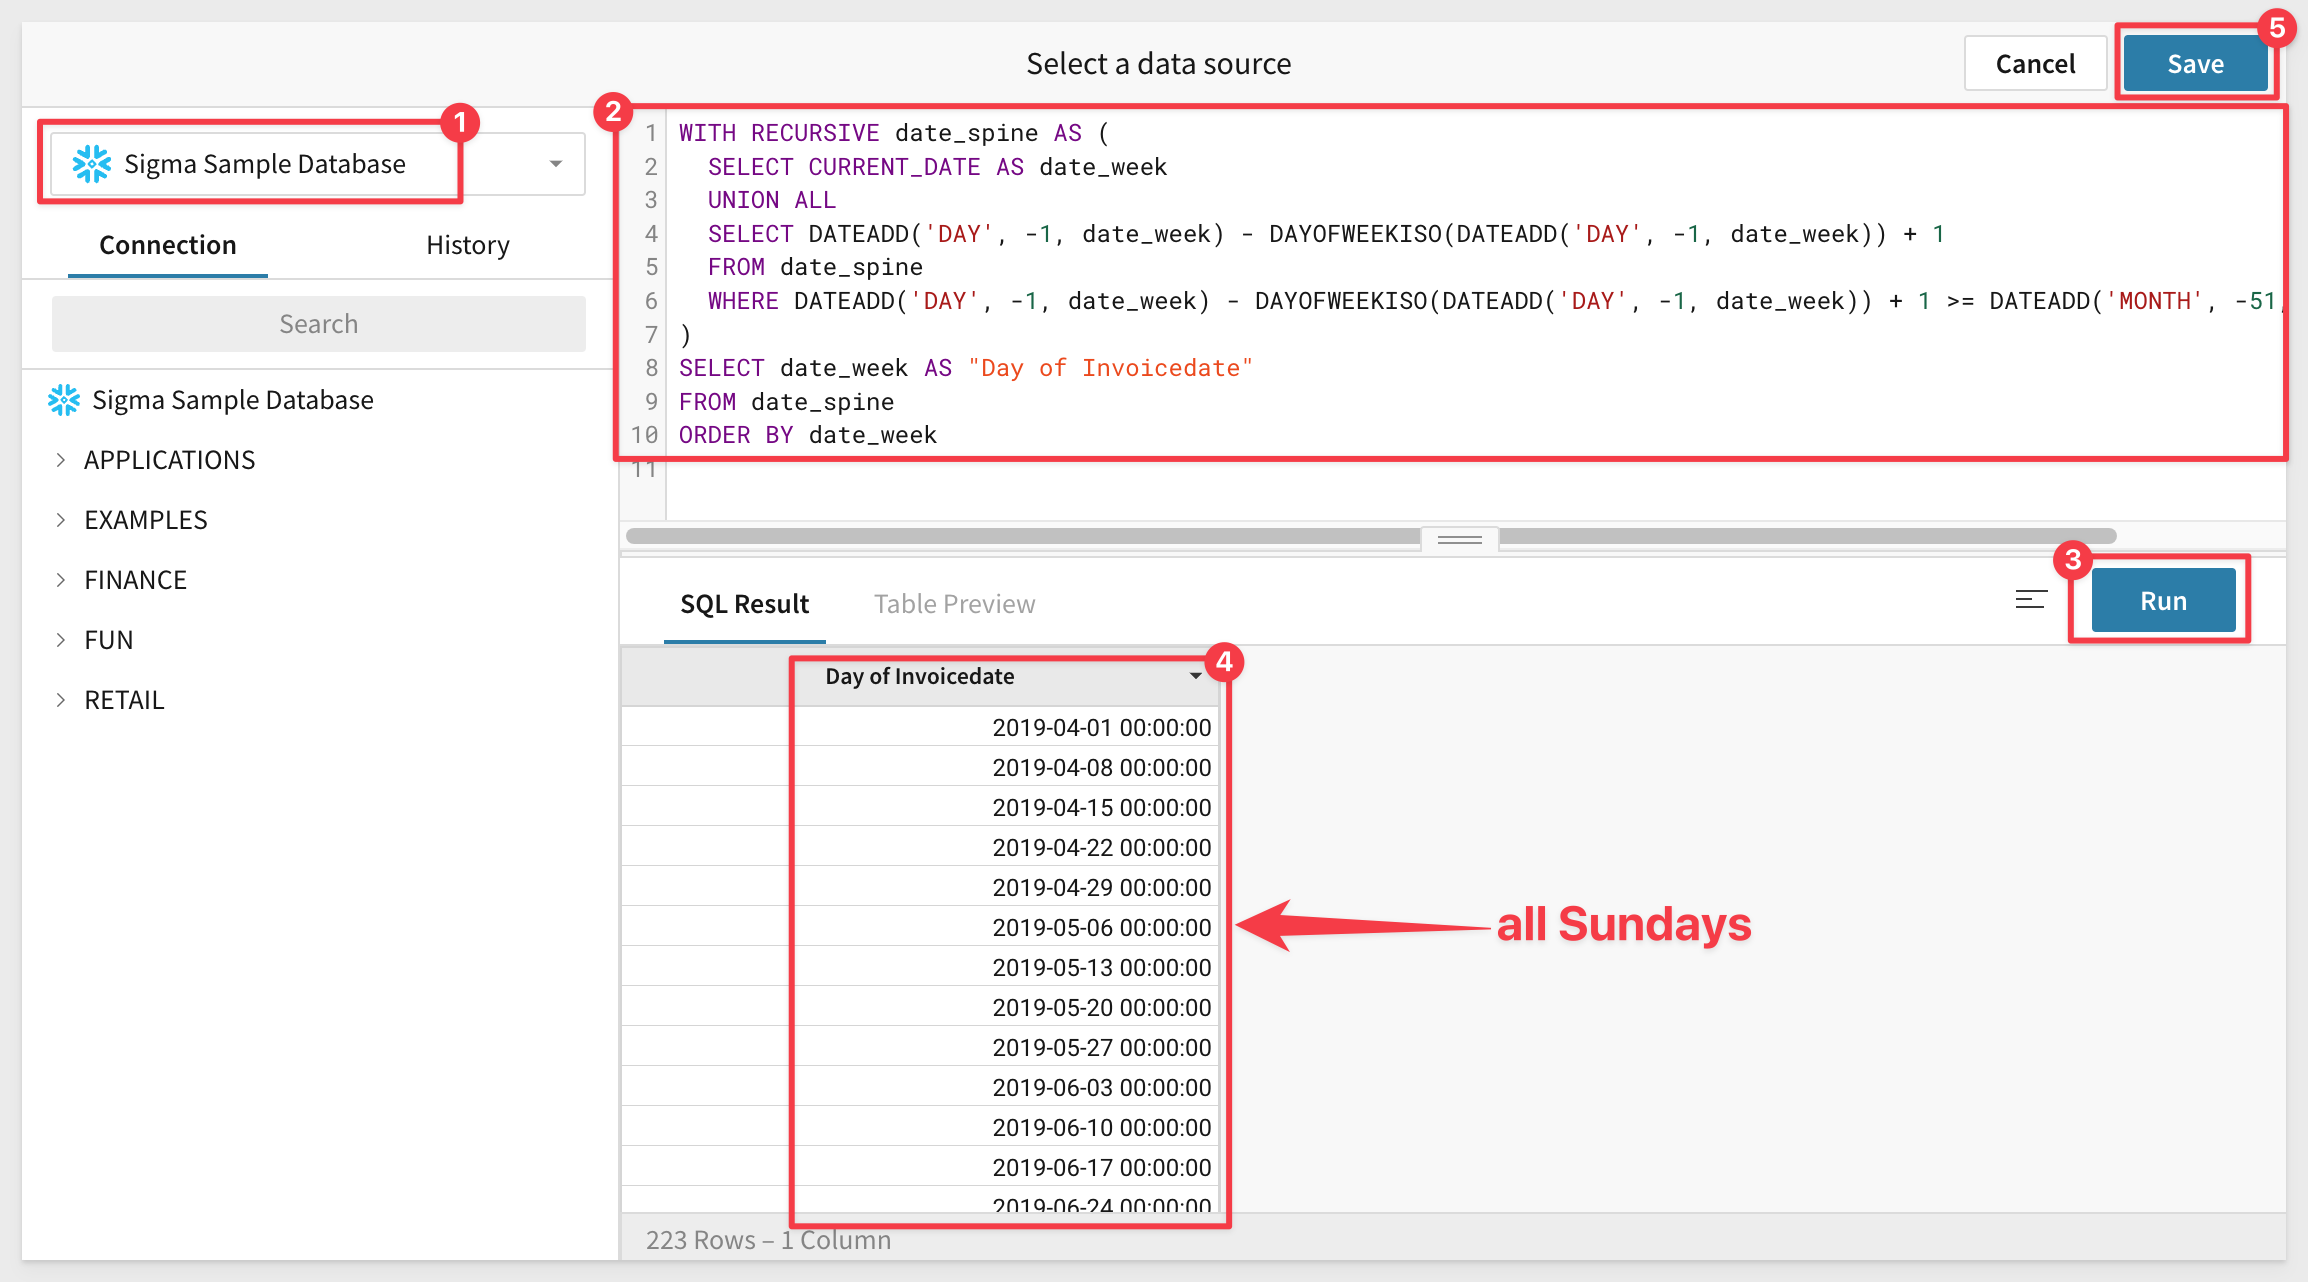 Select a data source
Cancel
Save
5
1
Sigma Sample Database
Connection
History
Search
Sigma Sample Database
APPLICATIONS
EXAMPLES
FINANCE
FUN
RETAIL
2
1 WITH RECURSIVE date_spine AS (
2 SELECT CURRENT_DATE AS date_week
3 UNION ALL
4 SELECT DATEADD('DAY', -1, date_week) - DAYOFWEEKISO(DATEADD('DAY', -1, date_week)) + 1
5 FROM date_spine
6 WHERE DATEADD('DAY', -1, date_week) - DAYOFWEEKISO(DATEADD('DAY', -1, date_week)) + 1 >= DATEADD('MONTH', -51,
7 )
8 SELECT date_week AS "Day of Invoicedate"
9 FROM date_spine
10 ORDER BY date_week
11
SQL Result
Table Preview
3
Run
4
Day of Invoicedate
2019-04-01 00:00:00
2019-04-08 00:00:00
2019-04-15 00:00:00
2019-04-22 00:00:00
2019-04-29 00:00:00
2019-05-06 00:00:00
2019-05-13 00:00:00
2019-05-20 00:00:00
2019-05-27 00:00:00
2019-06-03 00:00:00
2019-06-10 00:00:00
2019-06-17 00:00:00
2019-06-24 00:00:00
all Sundays
223 Rows – 1 Column